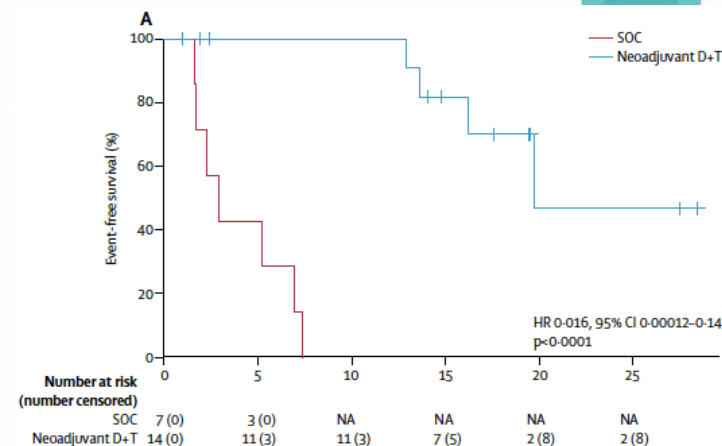 A
100
80
60
40
20
0
Event-free survival (%)
SOC
Neoadjuvant D+T
HR 0·016, 95% CI 0·00012–0·14
p<0·0001
0 5 10 15 20 25
Number at risk
(number censored)
SOC 7 (0) 3 (0) NA NA NA NA
Neoadjuvant D+T 14 (0) 11 (3) 11 (3) 7 (5) 2 (8) 2 (8)